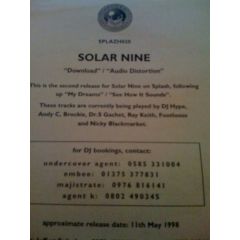 SPLAZH020
SOLAR NINE
"Download" / "Audio Distortion"
This is the second release for Solar Nine on Splash, following
up "My Dreams" / "See How It Sounds".
These tracks are currently being played by DJ Hype,
Andy C, Brockie, Dr.S Gachet, Ray Keith, Footloose
and Nicky Blackmarket.
for DJ bookings, contact:
undercover agent: 0585 331004
embee: 01375 377831
majistrate: 0976 816141
agent k: 0802 490345
approximate release date: 11th May 1998